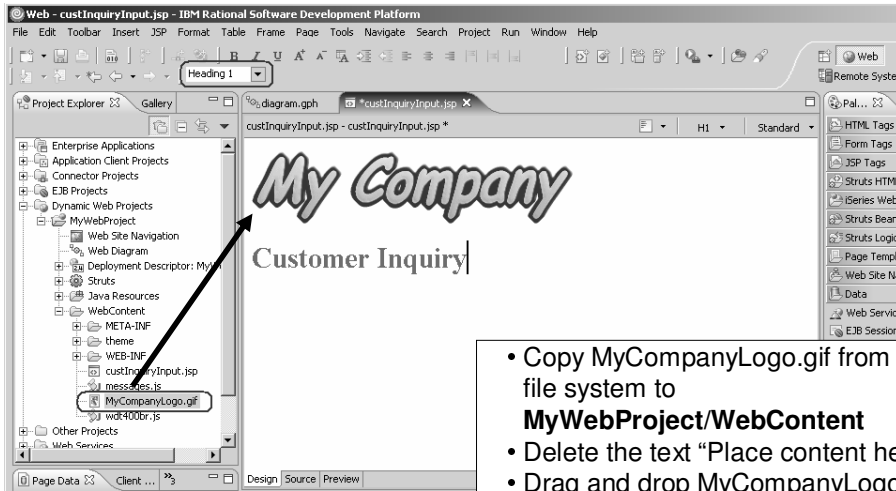 Web - custInquiryInput.jsp - IBM Rational Software Development Platform
File Edit Toolbar Insert JSP Format Table Frame Page Tools Navigate Search Project Run Window Help
Heading 1
Web
Remote Syste
Project Explorer Gallery
diagram.gph *custInquiryInput.jsp
Pal...
custInquiryInput.jsp - custInquiryInput.jsp *
H1 Standard
Enterprise Applications
Application Client Projects
Connector Projects
EJB Projects
Dynamic Web Projects
MyWebProject
Web Site Navigation
Web Diagram
Deployment Descriptor:
Struts
Java Resources
WebContent
META-INF
theme
WEB-INF
custInquiryInput.jsp
messages.js
MyCompanyLogo.gif
wdt400br.js
Other Projects
Web Services
Page Data Client ... 3
My Company
Customer Inquiry
Design Source Preview
HTML Tags
Form Tags
JSP Tags
Struts HTM
iSeries Web
Struts Bear
Struts Logic
Page Templ
Web Site N
Data
Web Servic
EJB Session
• Copy MyCompanyLogo.gif from
file system to
MyWebProject/WebContent
• Delete the text “Place content he
• Drag and drop MyCompanyLogo